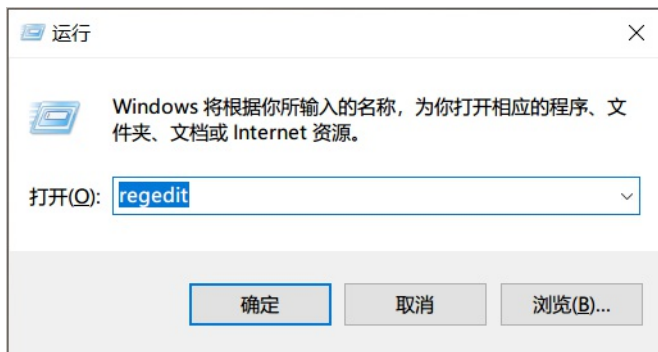 运行
Windows 将根据你所输入的名称，为你打开相应的程序、文
件夹、文档或 Internet 资源。
打开(O): regedit
确定 取消 浏览(B)...